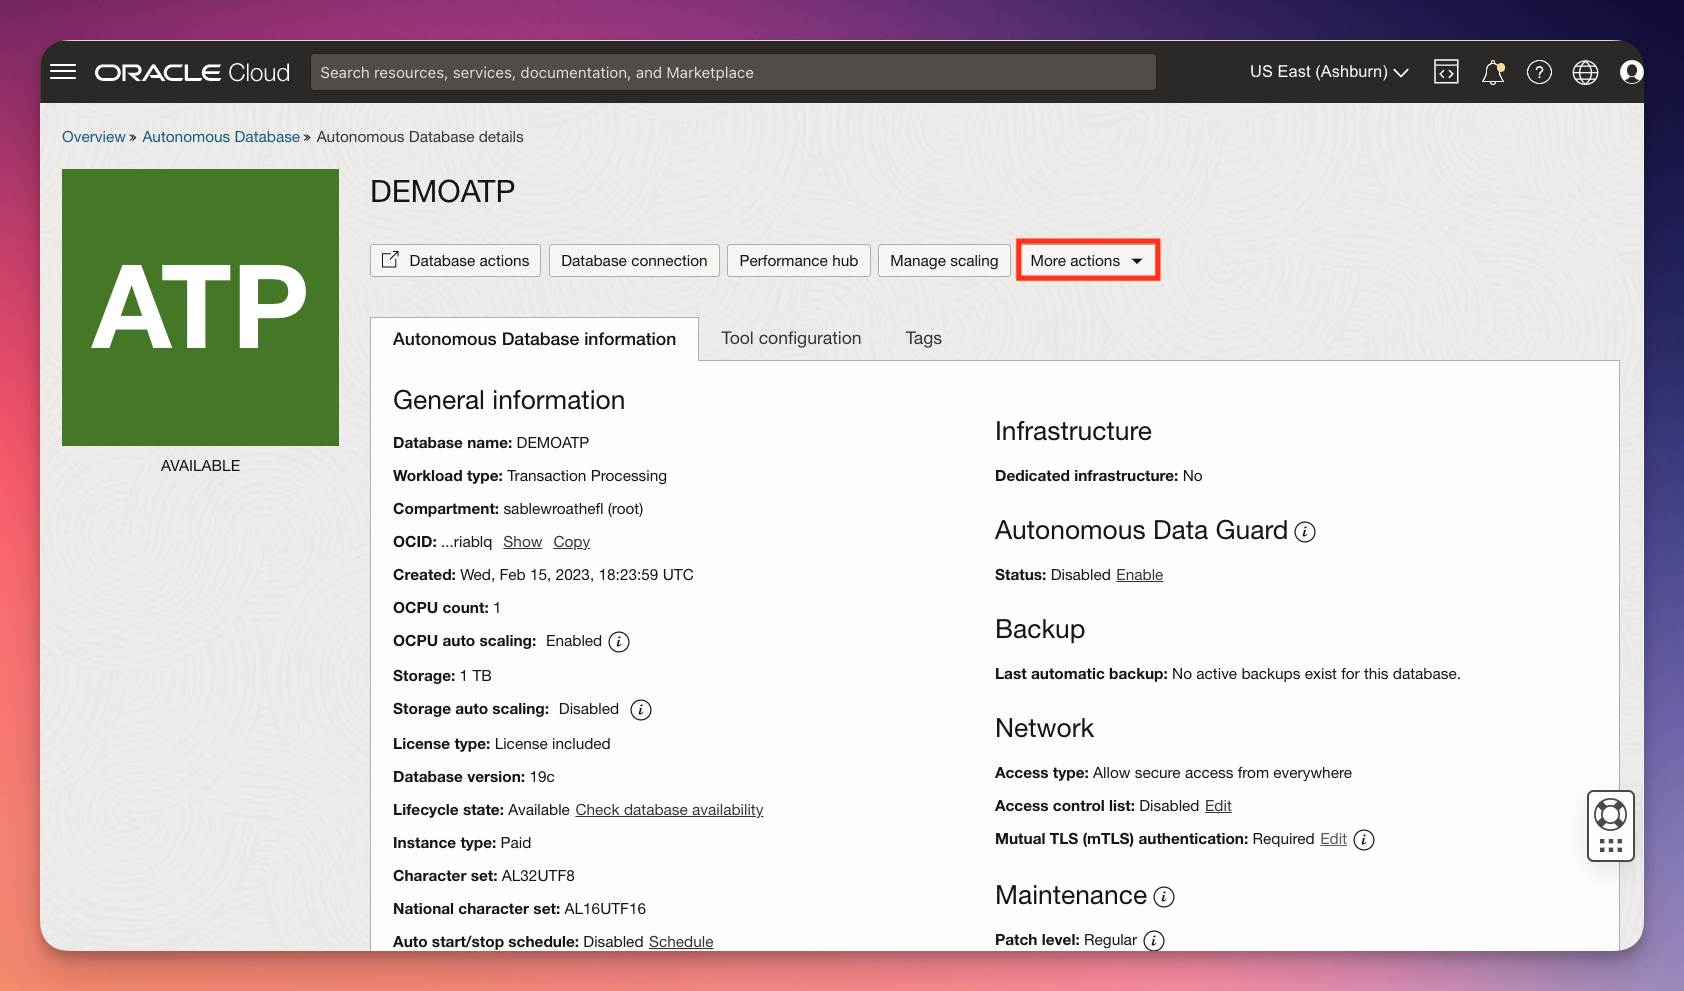 ORACLE Cloud
Search resources, services, documentation, and Marketplace
US East (Ashburn)
Overview » Autonomous Database » Autonomous Database details
ATP
AVAILABLE
DEMOATP
Database actions
Database connection
Performance hub
Manage scaling
More actions
Autonomous Database information
Tool configuration
Tags
General information
Database name: DEMOATP
Workload type: Transaction Processing
Compartment: sablewroathefl (root)
OCID: ...riablq Show Copy
Created: Wed, Feb 15, 2023, 18:23:59 UTC
OCPU count: 1
OCPU auto scaling: Enabled
Storage: 1 TB
Storage auto scaling: Disabled
License type: License included
Database version: 19c
Lifecycle state: Available Check database availability
Instance type: Paid
Character set: AL32UTF8
National character set: AL16UTF16
Auto start/stop schedule: Disabled Schedule
Infrastructure
Dedicated infrastructure: No
Autonomous Data Guard
Status: Disabled Enable
Backup
Last automatic backup: No active backups exist for this database.
Network
Access type: Allow secure access from everywhere
Access control list: Disabled Edit
Mutual TLS (mTLS) authentication: Required Edit
Maintenance
Patch level: Regular